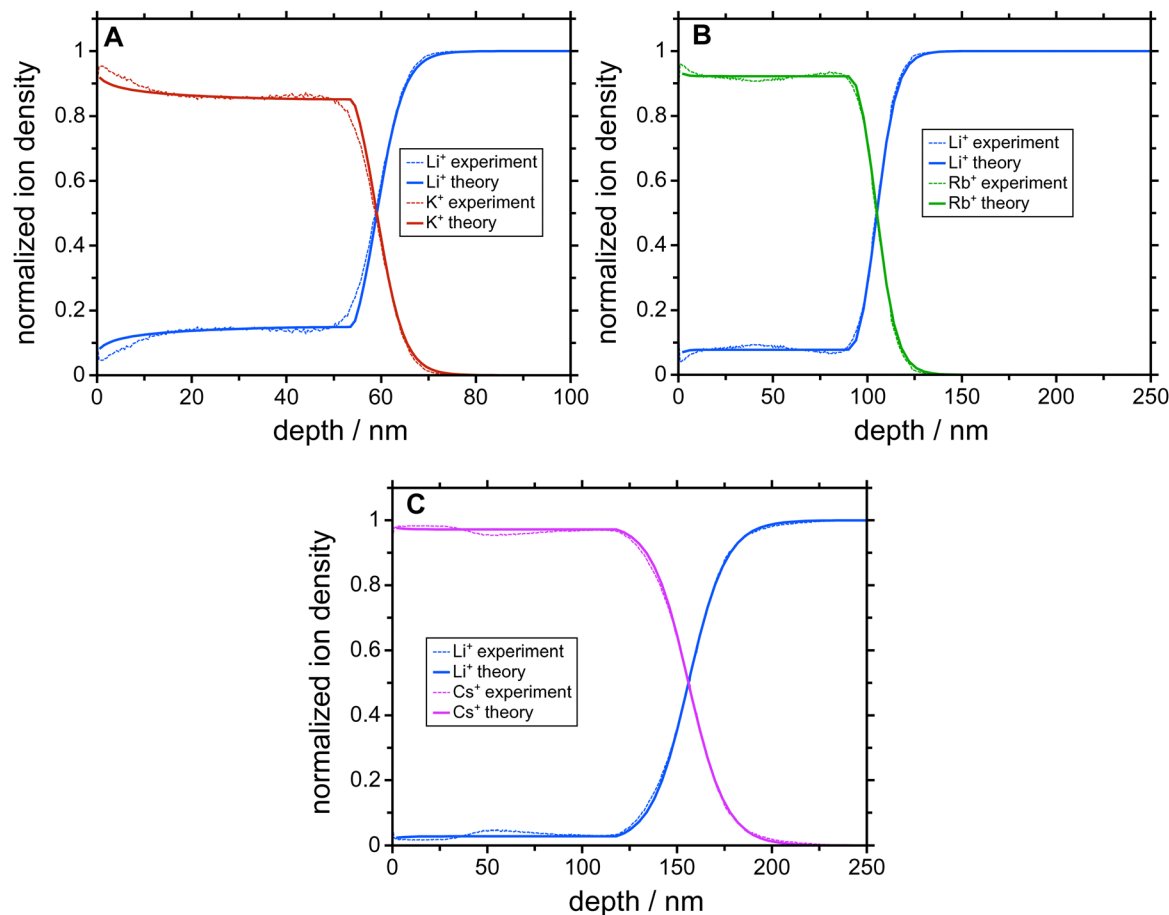 A
normalized ion density
1
0.8
0.6
0.4
0.2
0
Li⁺ experiment
Li⁺ theory
K⁺ experiment
K⁺ theory
0 20 40 60 80 100
depth / nm
B
normalized ion density
1
0.8
0.6
0.4
0.2
0
Li⁺ experiment
Li⁺ theory
Rb⁺ experiment
Rb⁺ theory
0 50 100 150 200 250
depth / nm
C
normalized ion density
1
0.8
0.6
0.4
0.2
0
Li⁺ experiment
Li⁺ theory
Cs⁺ experiment
Cs⁺ theory
0 50 100 150 200 250
depth / nm